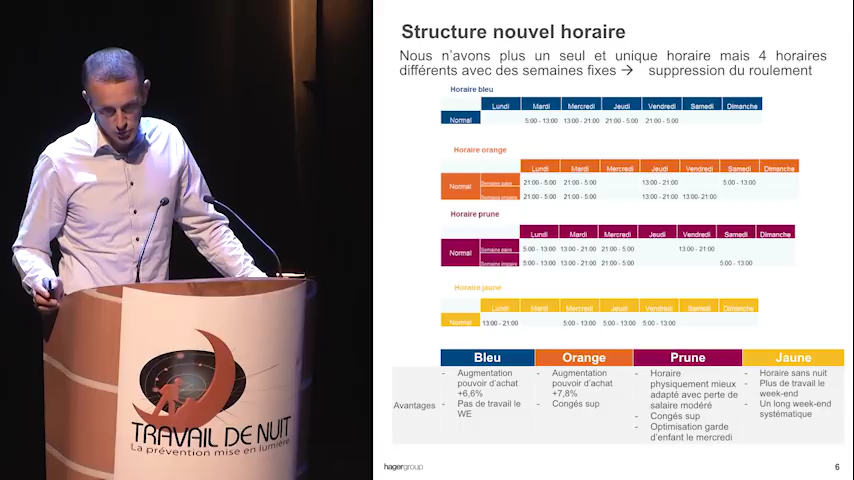 Structure nouvel horaire
Nous n'avons plus un seul et unique horaire mais 4 horaires
différents avec des semaines fixes → suppression du roulement
Horaire bleu
Lundi Mardi Mercredi Jeudi Vendredi Samedi Dimanche
Normal 5:00 - 13:00 13:00 - 21:00 21:00 - 5:00 21:00 - 5:00
Horaire orange
Lundi Mardi Mercredi Jeudi Vendredi Samedi Dimanche
Normal Semaine paire 21:00 - 5:00 21:00 - 5:00 13:00 - 21:00 5:00 - 13:00
Semaine impaire 21:00 - 5:00 21:00 - 5:00 13:00 - 21:00 13:00- 21:00
Horaire prune
Lundi Mardi Mercredi Jeudi Vendredi Samedi Dimanche
Normal Semaine paire 5:00 - 13:00 13:00 - 21:00 21:00 - 5:00 13:00 - 21:00
Semaine impaire 5:00 - 13:00 13:00 - 21:00 21:00 - 5:00 5:00 - 13:00
Horaire jaune
Lundi Mardi Mercredi Jeudi Vendredi Samedi Dimanche
Normal 13:00 - 21:00 5:00 - 13:00 5:00 - 13:00 5:00 - 13:00
Bleu Orange Prune Jaune
Avantages
- Augmentation
pouvoir d'achat
+6,6%
- Pas de travail le
WE
- Augmentation
pouvoir d'achat
+7,8%
- Congés sup
- Horaire
physiquement mieux
adapté avec perte de
salaire modéré
- Congés sup
- Optimisation garde
d'enfant le mercredi
- Horaire sans nuit
- Plus de travail le
week-end
- Un long week-end
systématique
hagergroup
6
TRAVAIL DE NUIT
La prévention mise en lumière